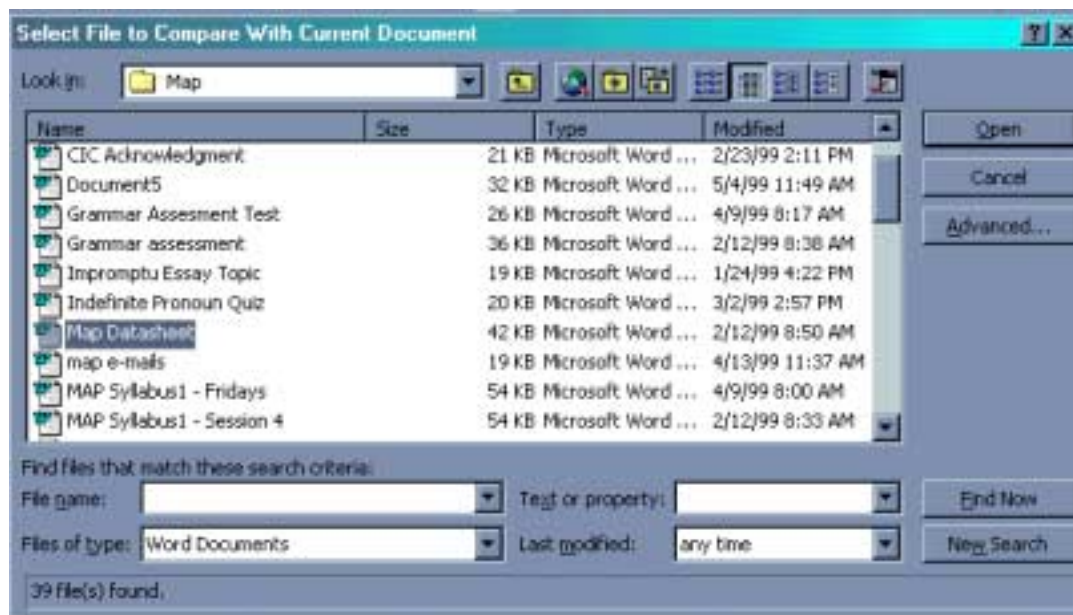 Select File to Compare With Current Document
Look in: Map
Name Size Type Modified Open
CIC Acknowledgment 21 KB Microsoft Word ... 2/23/99 2:11 PM
Document5 32 KB Microsoft Word ... 5/4/99 11:49 AM Cancel
Grammar Assesment Test 26 KB Microsoft Word ... 4/9/99 8:17 AM Advanced...
Grammar assessment 36 KB Microsoft Word ... 2/12/99 8:38 AM
Impromptu Essay Topic 19 KB Microsoft Word ... 1/24/99 4:22 PM
Indefinite Pronoun Quiz 20 KB Microsoft Word ... 3/2/99 2:57 PM
Map Datasheet 42 KB Microsoft Word ... 2/12/99 8:50 AM
map e-mails 19 KB Microsoft Word ... 4/13/99 11:37 AM
MAP Syllabus1 - Fridays 54 KB Microsoft Word ... 4/9/99 8:00 AM
MAP Syllabus1 - Session 4 54 KB Microsoft Word ... 2/12/99 8:33 AM
Find files that match these search criteria:
File name: Text or property: Find Now
Files of type: Word Documents Last modified: any time New Search
39 file(s) found.